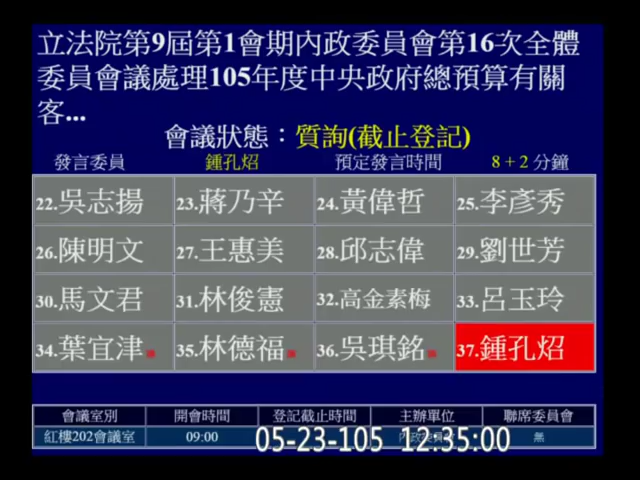 立法院第9屆第1會期內政委員會第16次全體
委員會議處理105年度中央政府總預算有關
客...
會議狀態：質詢(截止登記)
發言委員 鍾孔炤 預定發言時間 8 + 2 分鐘
22.吳志揚 23.蔣乃辛 24.黃偉哲 25.李彥秀
26.陳明文 27.王惠美 28.邱志偉 29.劉世芳
30.馬文君 31.林俊憲 32.高金素梅 33.呂玉玲
34.葉宜津 35.林德福 36.吳琪銘 37.鍾孔炤
會議室別 開會時間 登記截止時間 主辦單位 聯席委員會
紅樓202會議室 09:00 無
05-23-105 12:35:00